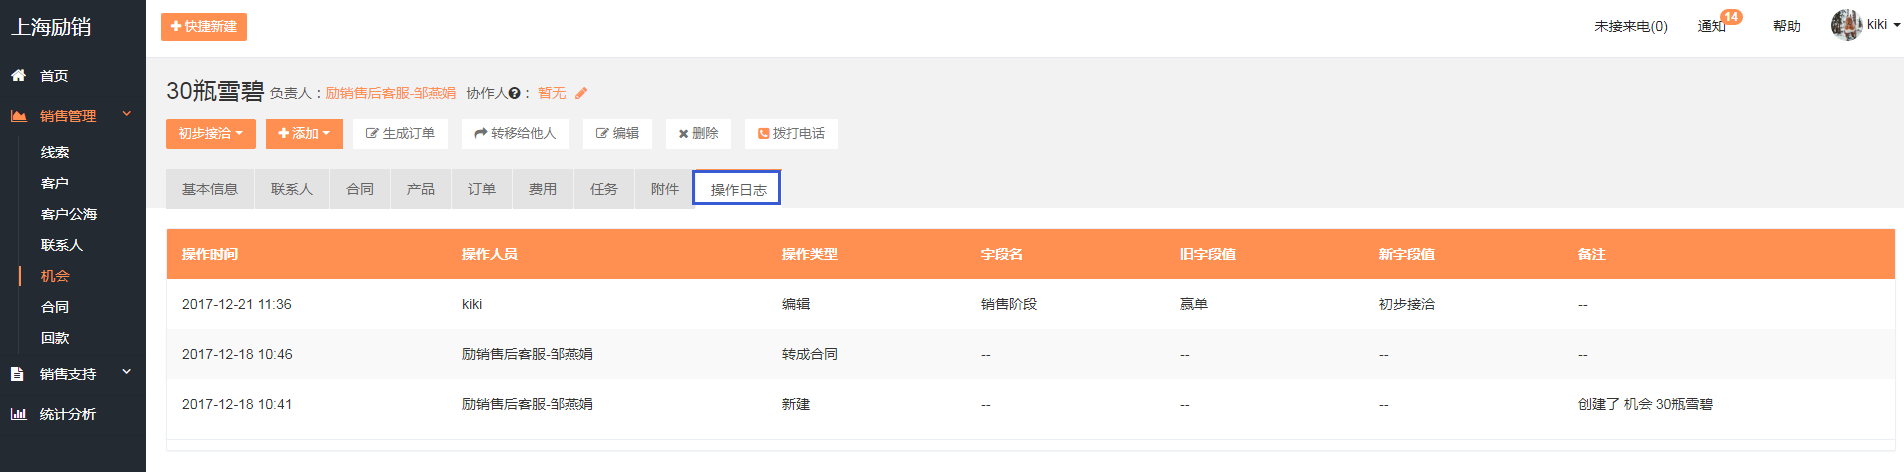 上海励销
快捷新建
未接来电(0) 通知 14 帮助 kiki
首页
销售管理
线索
客户
客户公海
联系人
机会
合同
回款
销售支持
统计分析
30瓶雪碧 负责人：励销售后客服-邹燕娟 协作人： 暂无
初步接洽 添加 生成订单 转移给他人 编辑 删除 拨打电话
基本信息 联系人 合同 产品 订单 费用 任务 附件 操作日志
操作时间 操作人员 操作类型 字段名 旧字段值 新字段值 备注
2017-12-21 11:36 kiki 编辑 销售阶段 赢单 初步接洽 --
2017-12-18 10:46 励销售后客服-邹燕娟 转成合同 -- -- -- --
2017-12-18 10:41 励销售后客服-邹燕娟 新建 -- -- -- 创建了 机会 30瓶雪碧